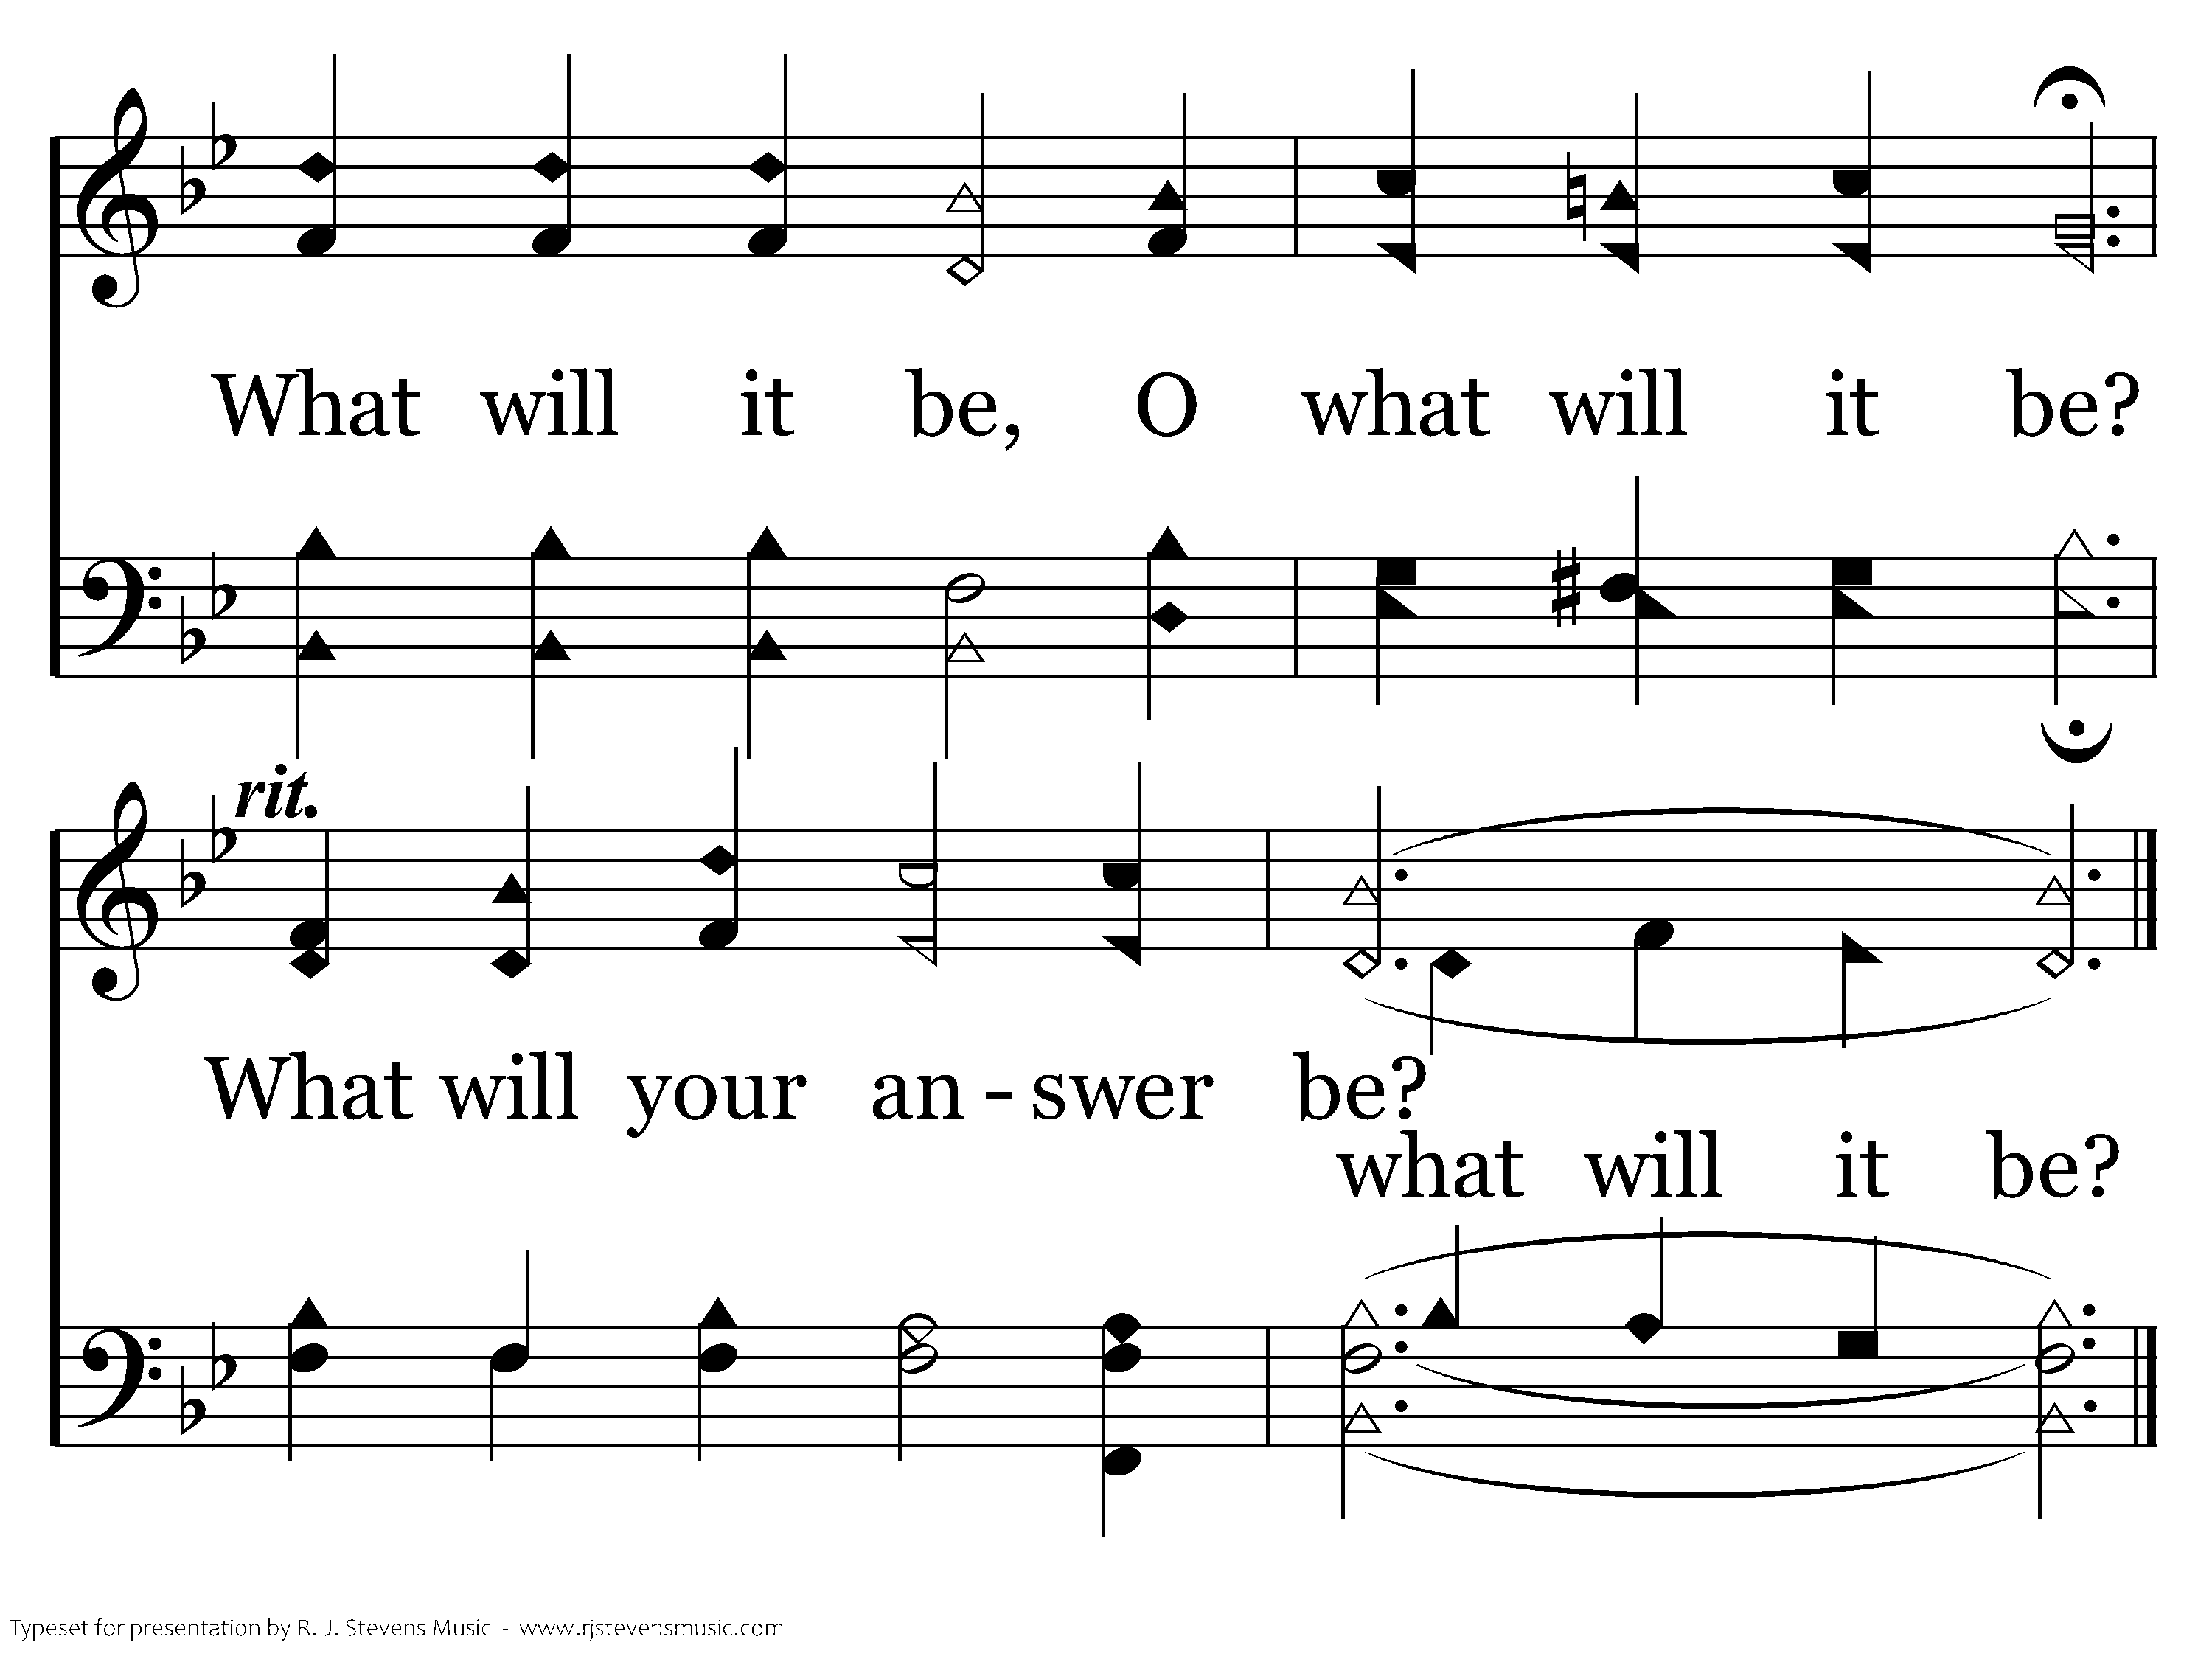 What will it be, O what will it be?
rit.
What will your an - swer be?
what will it be?
Typeset for presentation by R. J. Stevens Music - www.rjstevensmusic.com